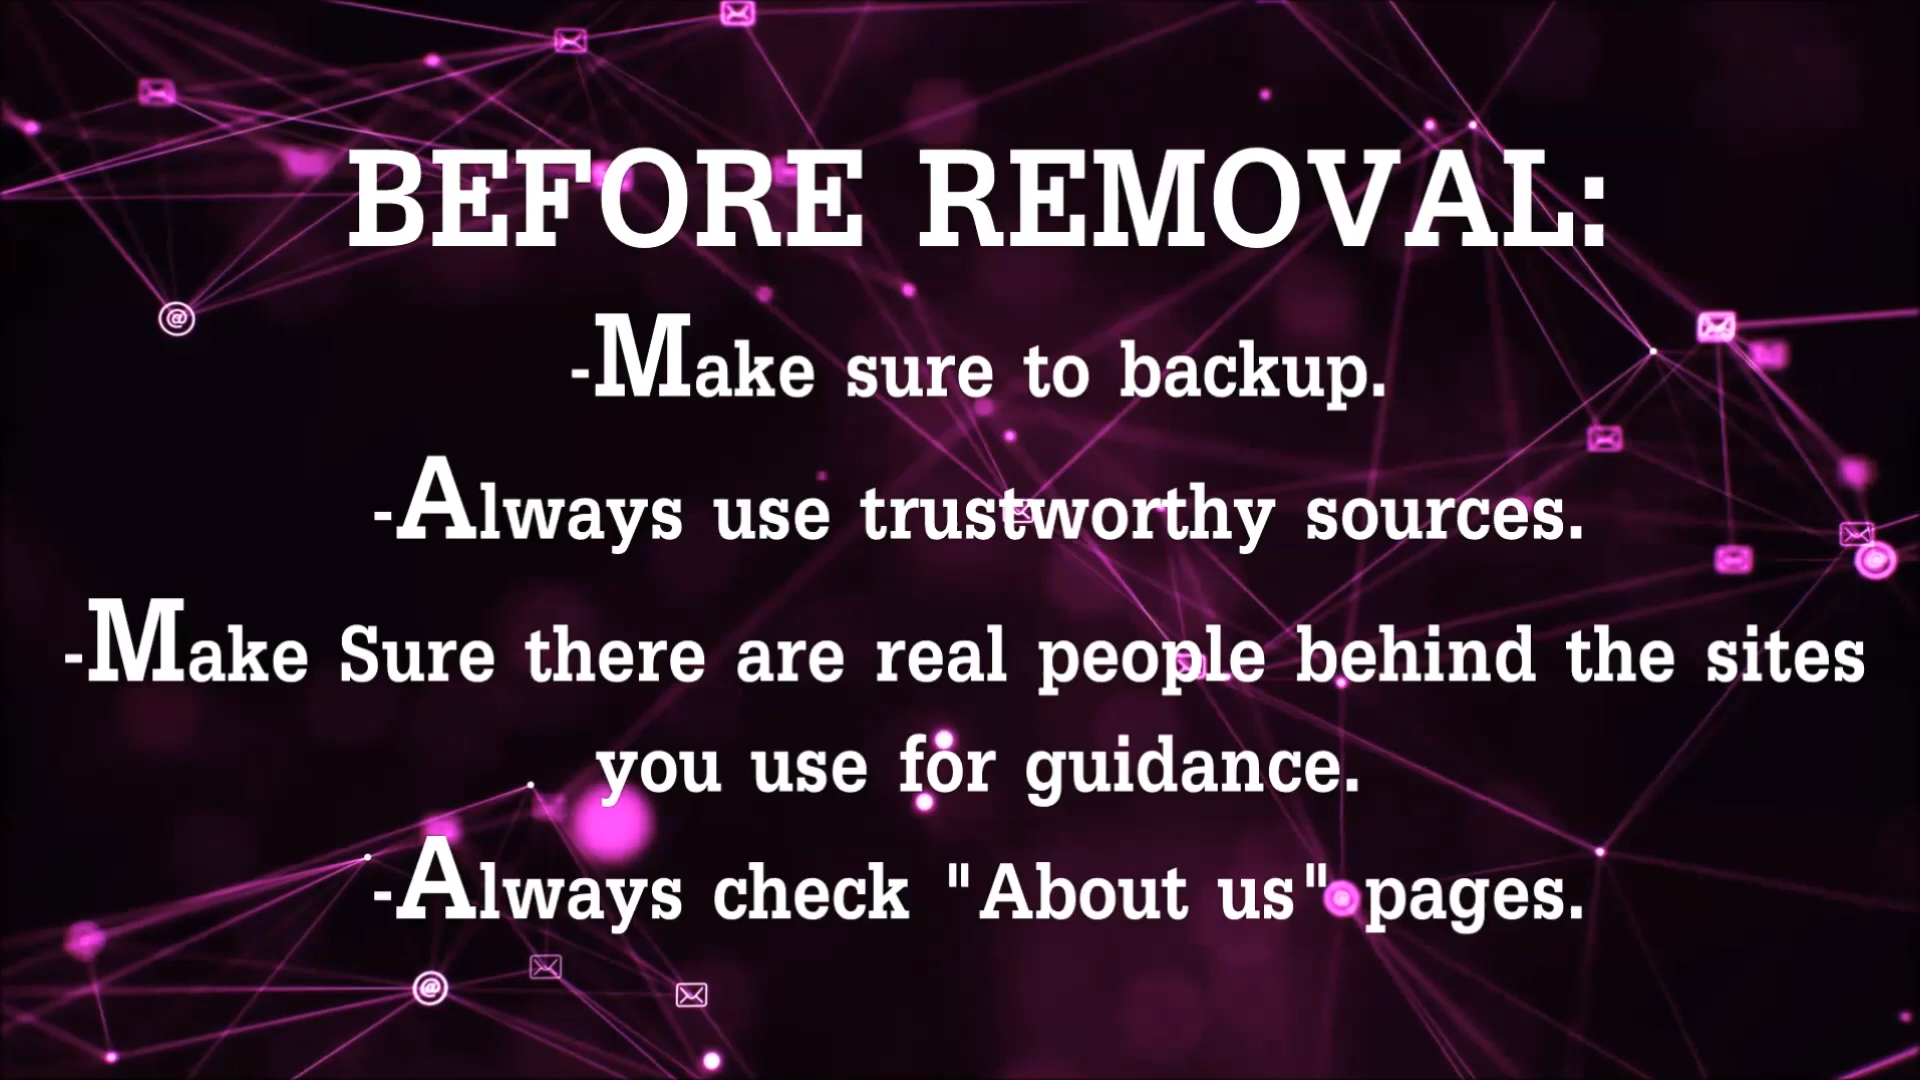 BEFORE REMOVAL:
-Make sure to backup.
-Always use trustworthy sources.
-Make Sure there are real people behind the sites
you use for guidance.
-Always check "About us" pages.